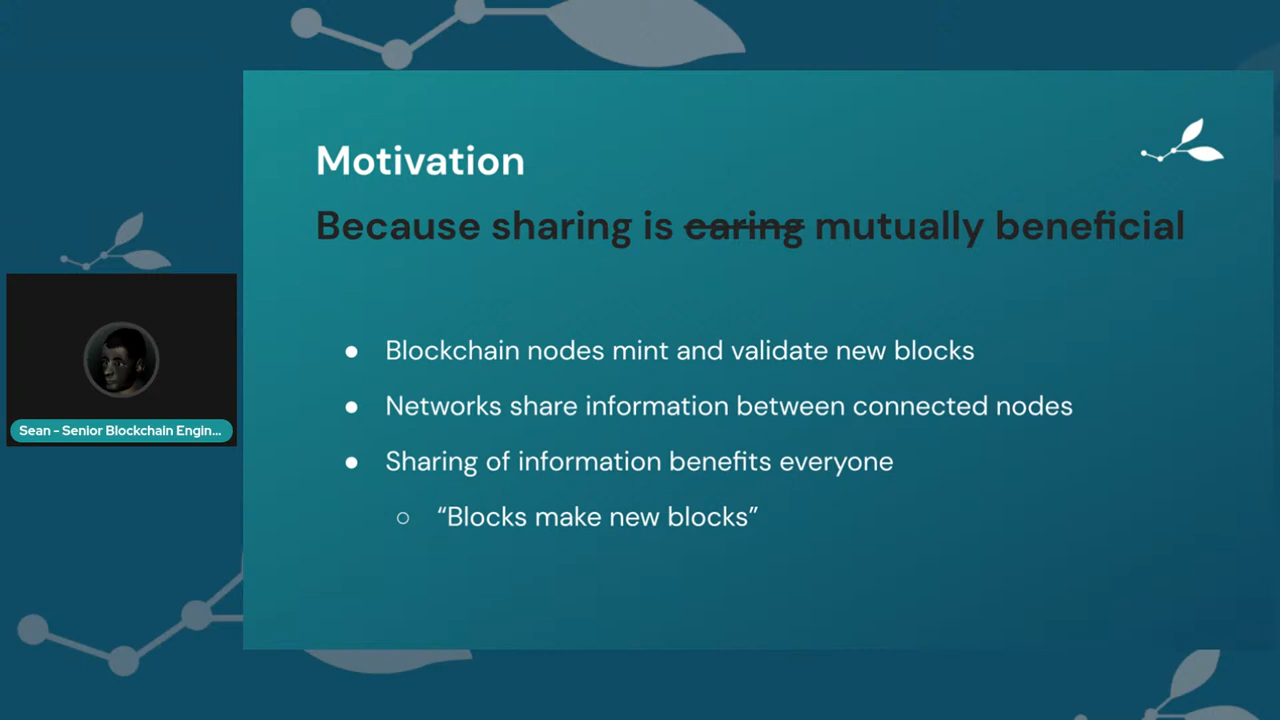 Motivation
Because sharing is caring mutually beneficial
● Blockchain nodes mint and validate new blocks
● Networks share information between connected nodes
● Sharing of information benefits everyone
○ “Blocks make new blocks”
Sean - Senior Blockchain Engin...